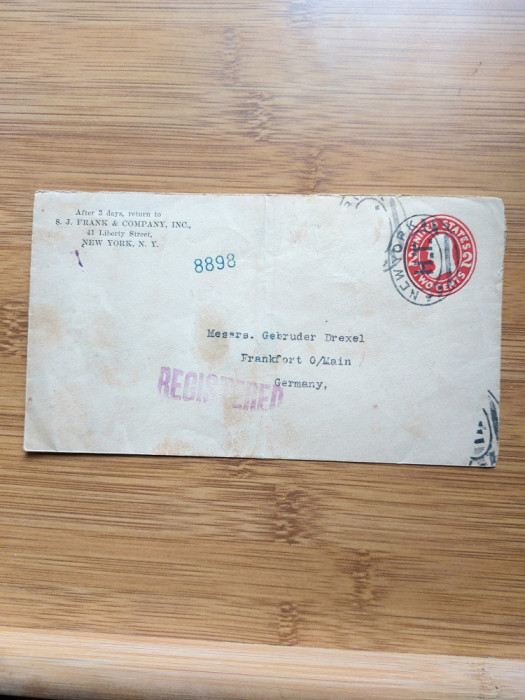 After 5 days, return to
S. J. FRANK & COMPANY, INC.,
41 Liberty Street,
NEW YORK, N. Y.
8898
NEW YORK
UNITED STATES
TWO CENTS
Messrs. Gebruder Drexel
Frankfort O/Main
Germany,
REGISTERED